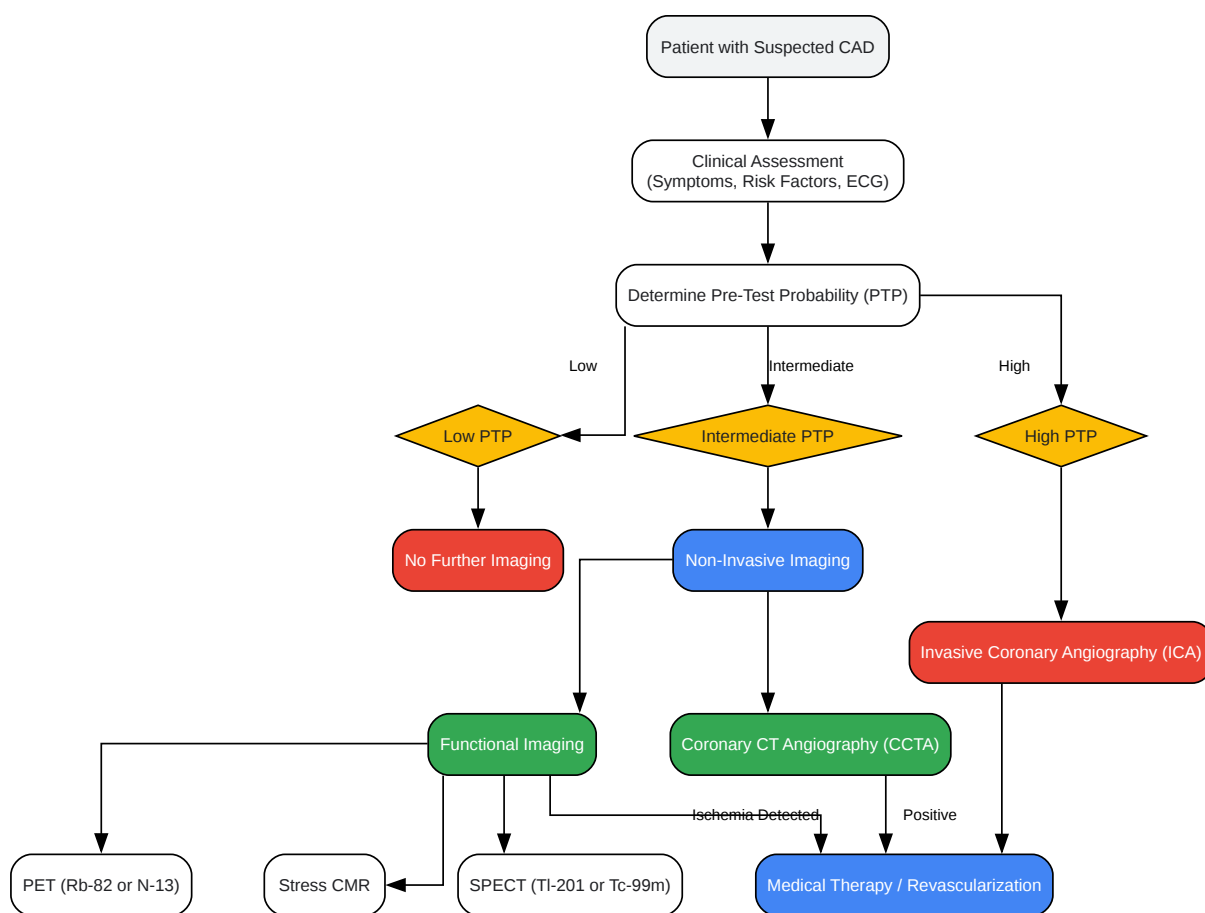 Patient with Suspected CAD
Clinical Assessment
(Symptoms, Risk Factors, ECG)
Determine Pre-Test Probability (PTP)
Low
Intermediate
High
Low PTP
Intermediate PTP
High PTP
No Further Imaging
Non-Invasive Imaging
Invasive Coronary Angiography (ICA)
Functional Imaging
Coronary CT Angiography (CCTA)
Ischemia Detected
Positive
PET (Rb-82 or N-13)
Stress CMR
SPECT (Tl-201 or Tc-99m)
Medical Therapy / Revascularization